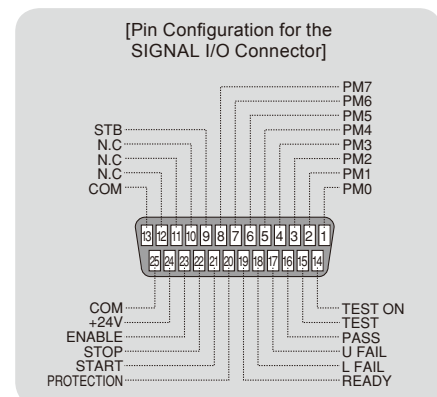 [Pin Configuration for the
SIGNAL I/O Connector]
PM7
PM6
PM5
PM4
PM3
PM2
PM1
PM0
STB
N.C
N.C
N.C
COM
13 12 11 10 9 8 7 6 5 4 3 2 1
25 24 23 22 21 20 19 18 17 16 15 14
COM
+24V
ENABLE
STOP
START
PROTECTION
TEST ON
TEST
PASS
U FAIL
L FAIL
READY